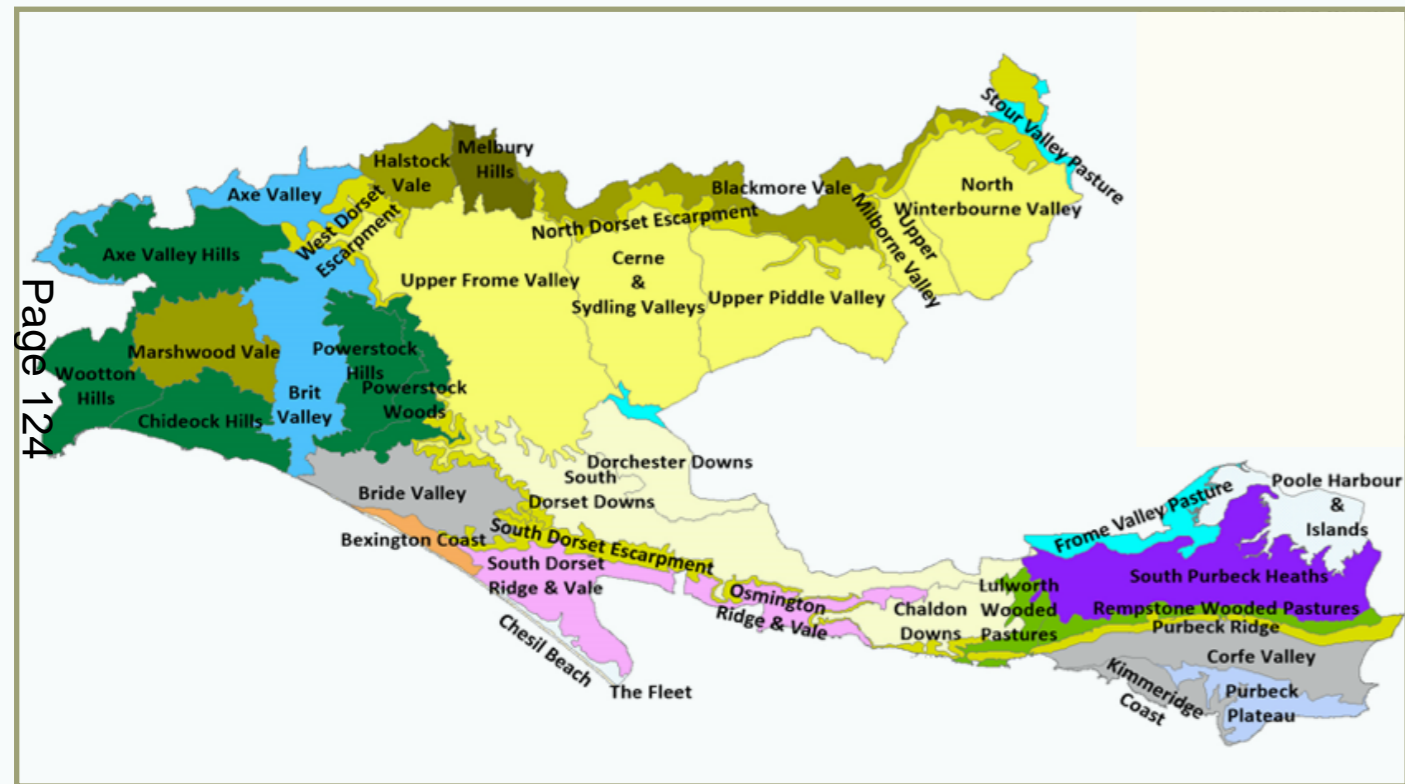 Stour Valley Pasture
Melbury
Hills
Halstock
Vale
Axe Valley
Blackmore Vale
North
Winterbourne Valley
West Dorset
Escarpment
North Dorset Escarpment
Upper
Milborne Valley
Axe Valley Hills
Cerne
&
Sydling Valleys
Upper Frome Valley
Upper Piddle Valley
Page 124
Marshwood Vale
Powerstock
Hills
Wootton
Hills
Powerstock
Woods
Brit
Valley
Chideock Hills
Dorchester Downs
South
Dorset Downs
Bride Valley
Poole Harbour
&
Islands
Frome Valley Pasture
Bexington Coast
South Dorset Escarpment
South Dorset
Ridge & Vale
South Purbeck Heaths
Lulworth
Wooded
Pastures
Osmington
Ridge & Vale
Chaldon
Downs
Rempstone Wooded Pastures
Purbeck Ridge
Chesil Beach
Corfe Valley
The Fleet
Kimmeridge
Coast
Purbeck
Plateau